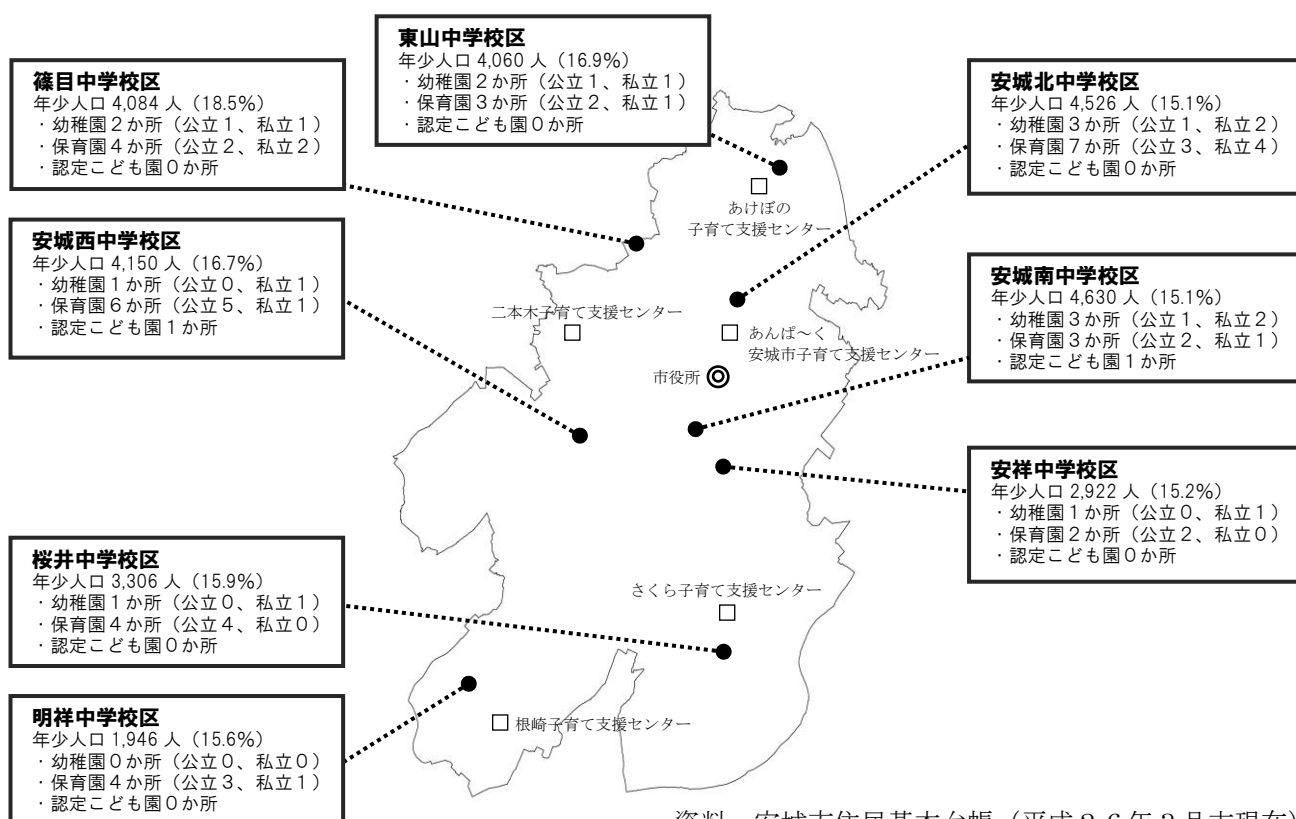 東山中学校区
年少人口 4,060 人（16.9%）
・幼稚園２か所（公立１、私立１）
・保育園３か所（公立２、私立１）
・認定こども園０か所
篠目中学校区
年少人口 4,084 人（18.5%）
・幼稚園２か所（公立１、私立１）
・保育園４か所（公立２、私立２）
・認定こども園０か所
安城北中学校区
年少人口 4,526 人（15.1%）
・幼稚園３か所（公立１、私立２）
・保育園７か所（公立３、私立４）
・認定こども園０か所
あけぼの
子育て支援センター
安城西中学校区
年少人口 4,150 人（16.7%）
・幼稚園１か所（公立０、私立１）
・保育園６か所（公立５、私立１）
・認定こども園１か所
安城南中学校区
年少人口 4,630 人（15.1%）
・幼稚園３か所（公立１、私立２）
・保育園３か所（公立２、私立１）
・認定こども園１か所
二本木子育て支援センター
あんぱ～く
安城市子育て支援センター
市役所
安祥中学校区
年少人口 2,922 人（15.2%）
・幼稚園１か所（公立０、私立１）
・保育園２か所（公立２、私立０）
・認定こども園０か所
桜井中学校区
年少人口 3,306 人（15.9%）
・幼稚園１か所（公立０、私立１）
・保育園４か所（公立４、私立０）
・認定こども園０か所
さくら子育て支援センター
明祥中学校区
年少人口 1,946 人（15.6%）
・幼稚園０か所（公立０、私立０）
・保育園４か所（公立３、私立１）
・認定こども園０か所
根崎子育て支援センター
資料 安城市住民基本台帳（平成２６年３月末現在）